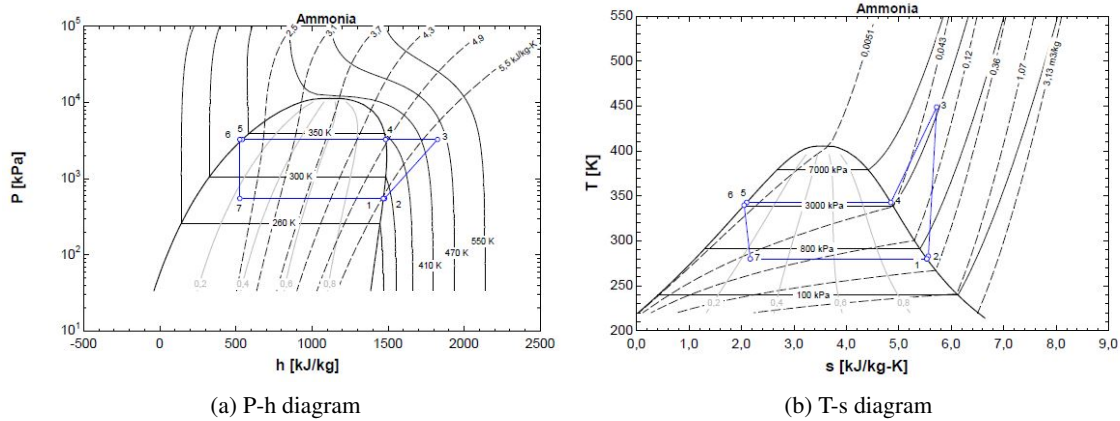 Ammonia
10^5
10^4
10^3
10^2
10^1
P [kPa]
2,5
3,1
3,7
4,3
4,9
5,5 kJ/kg-K
6 5
4
3
350 K
300 K
7
1 2
260 K
550 K
470 K
410 K
0,2 0,4 0,6 0,8
-500 0 500 1000 1500 2000 2500
h [kJ/kg]
(a) P-h diagram
Ammonia
550
500
450
400
350
300
250
200
T [K]
0,0051
0,043
0,12
0,36
1,07
3,13 m3/kg
3
7000 kPa
6 5
4
3000 kPa
800 kPa
7
1 2
100 kPa
0,2 0,4 0,6 0,8
0,0 1,0 2,0 3,0 4,0 5,0 6,0 7,0 8,0 9,0
s [kJ/kg-K]
(b) T-s diagram